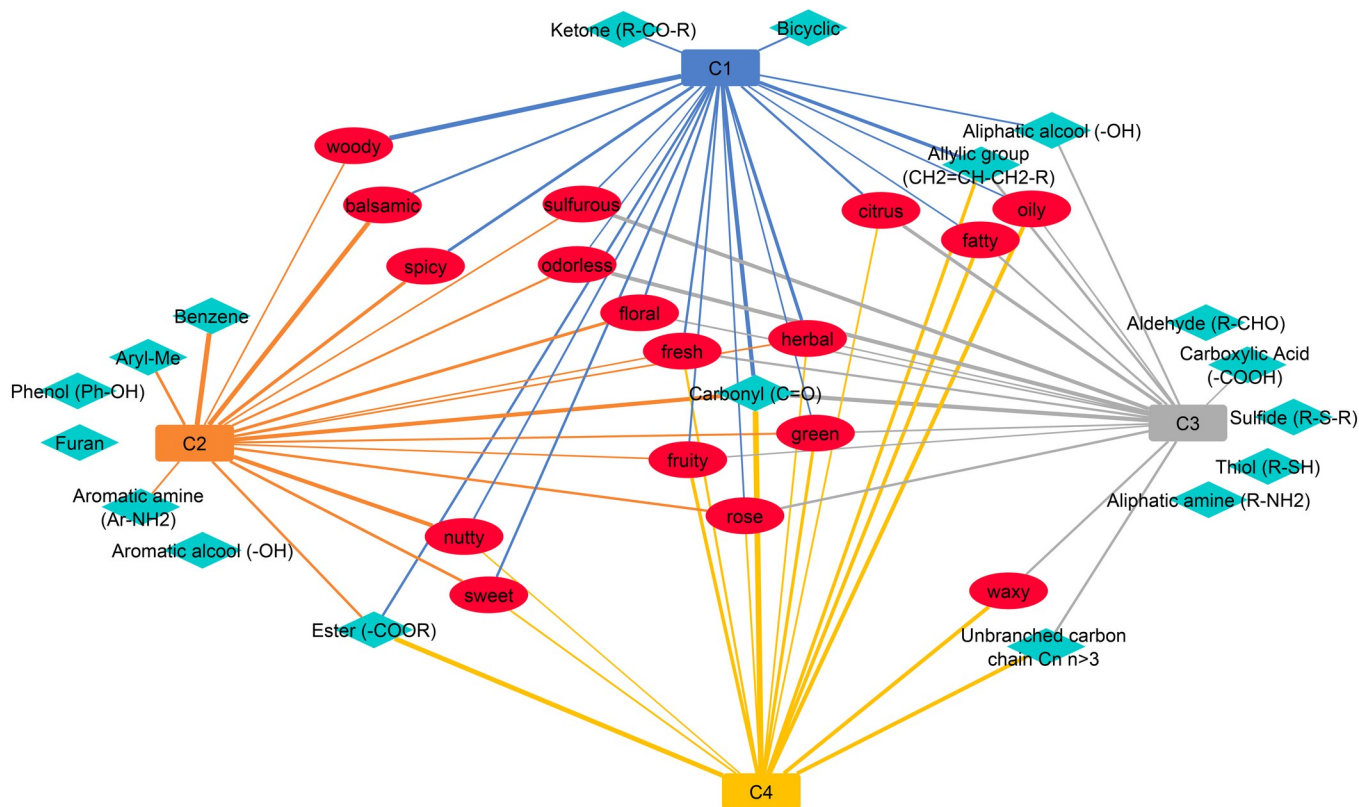 Ketone (R-CO-R)
Bicyclic
C1
Aliphatic alcool (-OH)
woody
Allylic group
(CH2=CH-CH2-R)
balsamic
sulfurous
citrus
oily
fatty
spicy
odorless
floral
Benzene
Aldehyde (R-CHO)
herbal
fresh
Aryl-Me
Carboxylic Acid
(-COOH)
Phenol (Ph-OH)
Carbonyl (C=O)
Sulfide (R-S-R)
C3
green
Furan
C2
fruity
Thiol (R-SH)
Aromatic amine
(Ar-NH2)
Aliphatic amine (R-NH2)
rose
nutty
Aromatic alcool (-OH)
waxy
sweet
Ester (-COOR)
Unbranched carbon
chain Cn n>3
C4